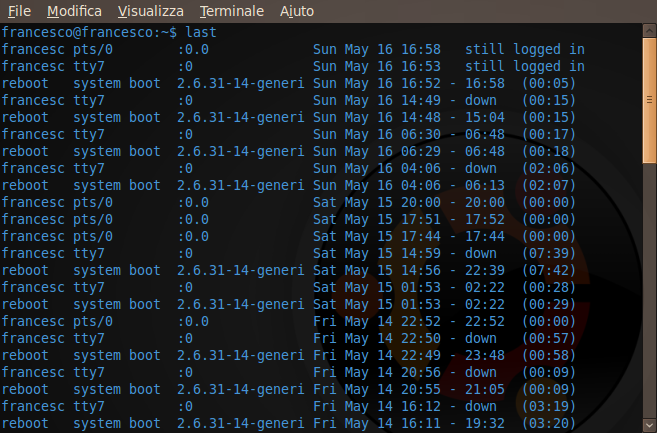 File Modifica Visualizza Terminale Aiuto
francesco@francesco:~$ last
francesc pts/0        :0.0             Sun May 16 16:58   still logged in
francesc tty7         :0               Sun May 16 16:53   still logged in
reboot   system boot  2.6.31-14-generi Sun May 16 16:52 - 16:58  (00:05)
francesc tty7         :0               Sun May 16 14:49 - down   (00:15)
reboot   system boot  2.6.31-14-generi Sun May 16 14:48 - 15:04  (00:15)
francesc tty7         :0               Sun May 16 06:30 - 06:48  (00:17)
reboot   system boot  2.6.31-14-generi Sun May 16 06:29 - 06:48  (00:18)
francesc tty7         :0               Sun May 16 04:06 - down   (02:06)
reboot   system boot  2.6.31-14-generi Sun May 16 04:06 - 06:13  (02:07)
francesc pts/0        :0.0             Sat May 15 20:00 - 20:00  (00:00)
francesc pts/0        :0.0             Sat May 15 17:51 - 17:52  (00:00)
francesc pts/0        :0.0             Sat May 15 17:44 - 17:44  (00:00)
francesc tty7         :0               Sat May 15 14:59 - down   (07:39)
reboot   system boot  2.6.31-14-generi Sat May 15 14:56 - 22:39  (07:42)
francesc tty7         :0               Sat May 15 01:53 - 02:22  (00:28)
reboot   system boot  2.6.31-14-generi Sat May 15 01:53 - 02:22  (00:29)
francesc pts/0        :0.0             Fri May 14 22:52 - 22:52  (00:00)
francesc tty7         :0               Fri May 14 22:50 - down   (00:57)
reboot   system boot  2.6.31-14-generi Fri May 14 22:49 - 23:48  (00:58)
francesc tty7         :0               Fri May 14 20:56 - down   (00:09)
reboot   system boot  2.6.31-14-generi Fri May 14 20:55 - 21:05  (00:09)
francesc tty7         :0               Fri May 14 16:12 - down   (03:19)
reboot   system boot  2.6.31-14-generi Fri May 14 16:11 - 19:32  (03:20)